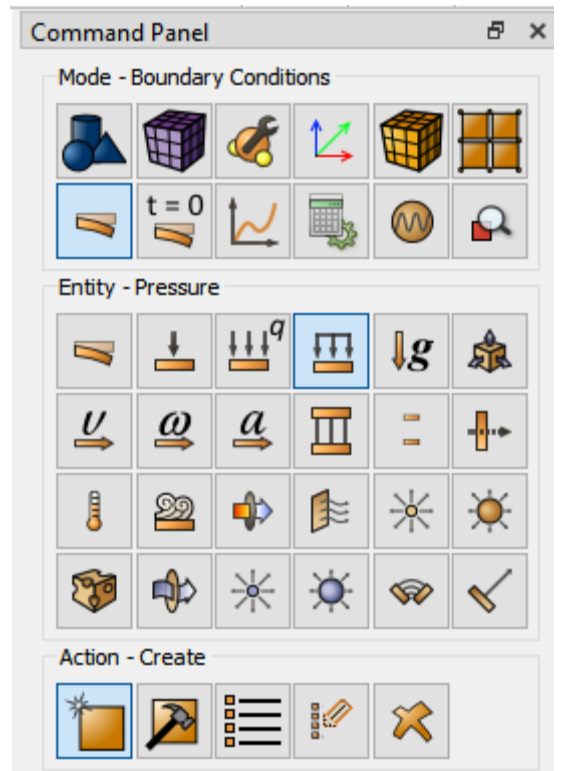 Command Panel
Mode - Boundary Conditions
t = 0
Entity - Pressure
q
g
υ ω a
Action - Create